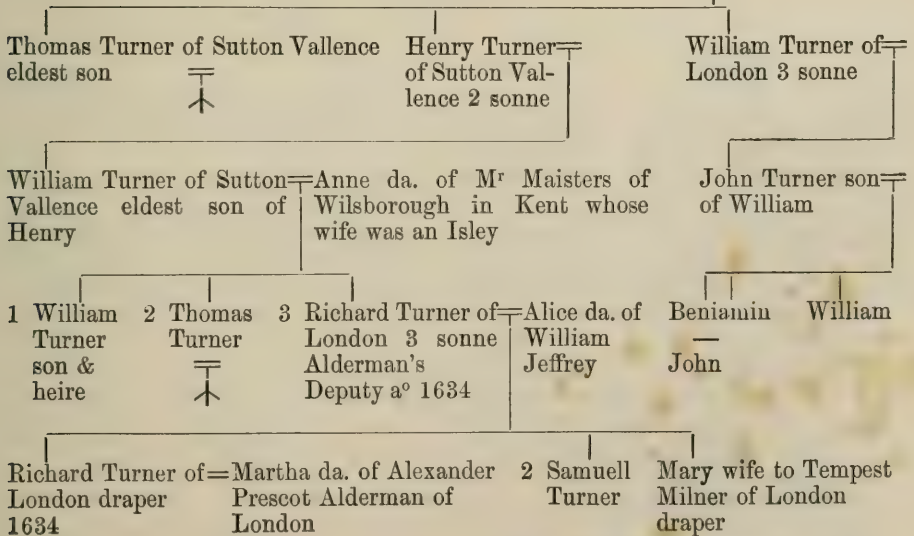 Thomas Turner of Sutton Vallence
eldest son
Henry Turner
of Sutton Val-
lence 2 sonne
William Turner of
London 3 sonne
William Turner of Sutton
Vallence eldest son of
Henry
Anne da. of Mr Maisters of
Wilsborough in Kent whose
wife was an Isley
John Turner son
of William
1 William
Turner
son &
heire
2 Thomas
Turner
3 Richard Turner of
London 3 sonne
Alderman's
Deputy ao 1634
Alice da. of
William
Jeffrey
Beniamin
John
William
Richard Turner of
London draper
1634
Martha da. of Alexander
Prescot Alderman of
London
2 Samuell
Turner
Mary wife to Tempest
Milner of London
draper